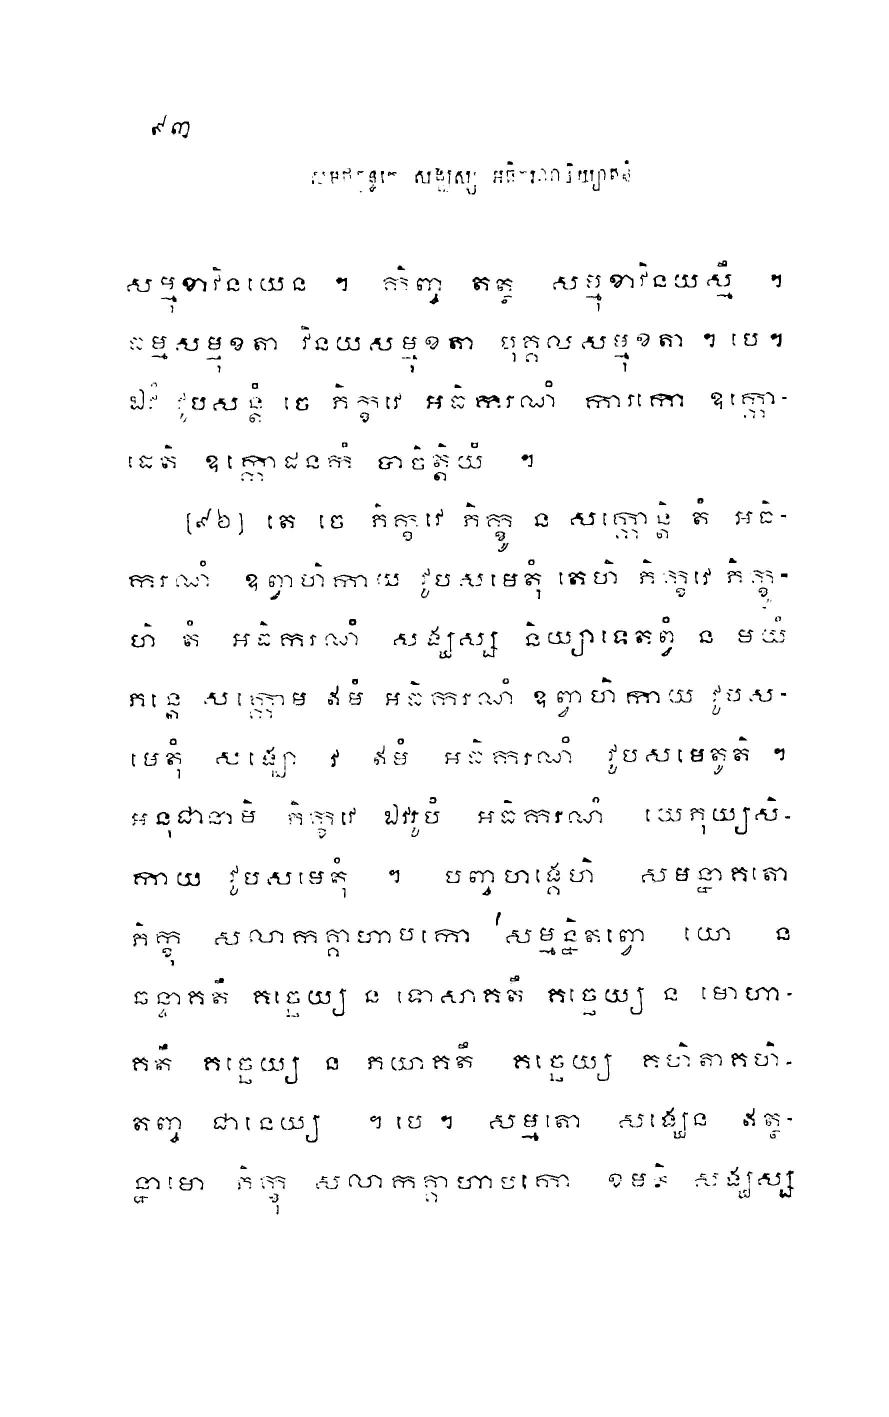 ៩៣
សមថក្ខន្ធកេ សង្ឃស្ស អធិករណនិយ្យាតនំ
សម្មុខាវិនយេន ។ កិញ្ច តត្ថ សម្មុខាវិនយស្មឹ ។
ធម្មសម្មុខតា វិនយសម្មុខតា បុគ្គលសម្មុខតា ។ បេ ។
ឯវំ វូបសន្តំ ចេ ភិក្ខវេ អធិការណំ ការកោ ឧក្កោ-
ដេតិ ឧក្កោដនកំ បាចិត្តិយំ ។
[៩៦] តេ ចេ ភិក្ខវេ ភិក្ខូ ន សក្កោន្តិ តំ អធិ-
ករណំ ឧព្វាហិកាយ វូបសមេតុំ តេហិ ភិក្ខវេ ភិក្ខូ-
ហិ តំ អធិករណំ សង្ឃស្ស និយ្យាទេតព្វំ ន មយំ
ភន្តេ សក្កោម ឥមំ អធិករណំ ឧព្វាហិកាយ វូបស-
មេតុំ សង្ឃោ វ ឥមំ អធិករណំ វូបសមេតូតិ ។
អនុជានាមិ ភិក្ខវេ ឯវរូបំ អធិករណំ យេភុយ្យសិ-
កាយ វូបសមេតុំ ។ បញ្ចហង្គេហិ សមន្នាគតោ
ភិក្ខុ សលាកគ្គាហាបកោ សម្មន្និតព្វោ យោ ន
ឆន្ទាគតឹ គច្ឆេយ្យ ន ទោសាគតឹ គច្ឆេយ្យ ន មោហា-
គតឹ គច្ឆេយ្យ ន ភយាគតឹ គច្ឆេយ្យ គហិតាគហិ-
តញ្ច ជានេយ្យ ។ បេ ។ សម្មតោ សង្ឃេន ឥត្ថ-
ន្នាមោ ភិក្ខុ សលាកគ្គាហាបកោ ខមតិ សង្ឃស្ស